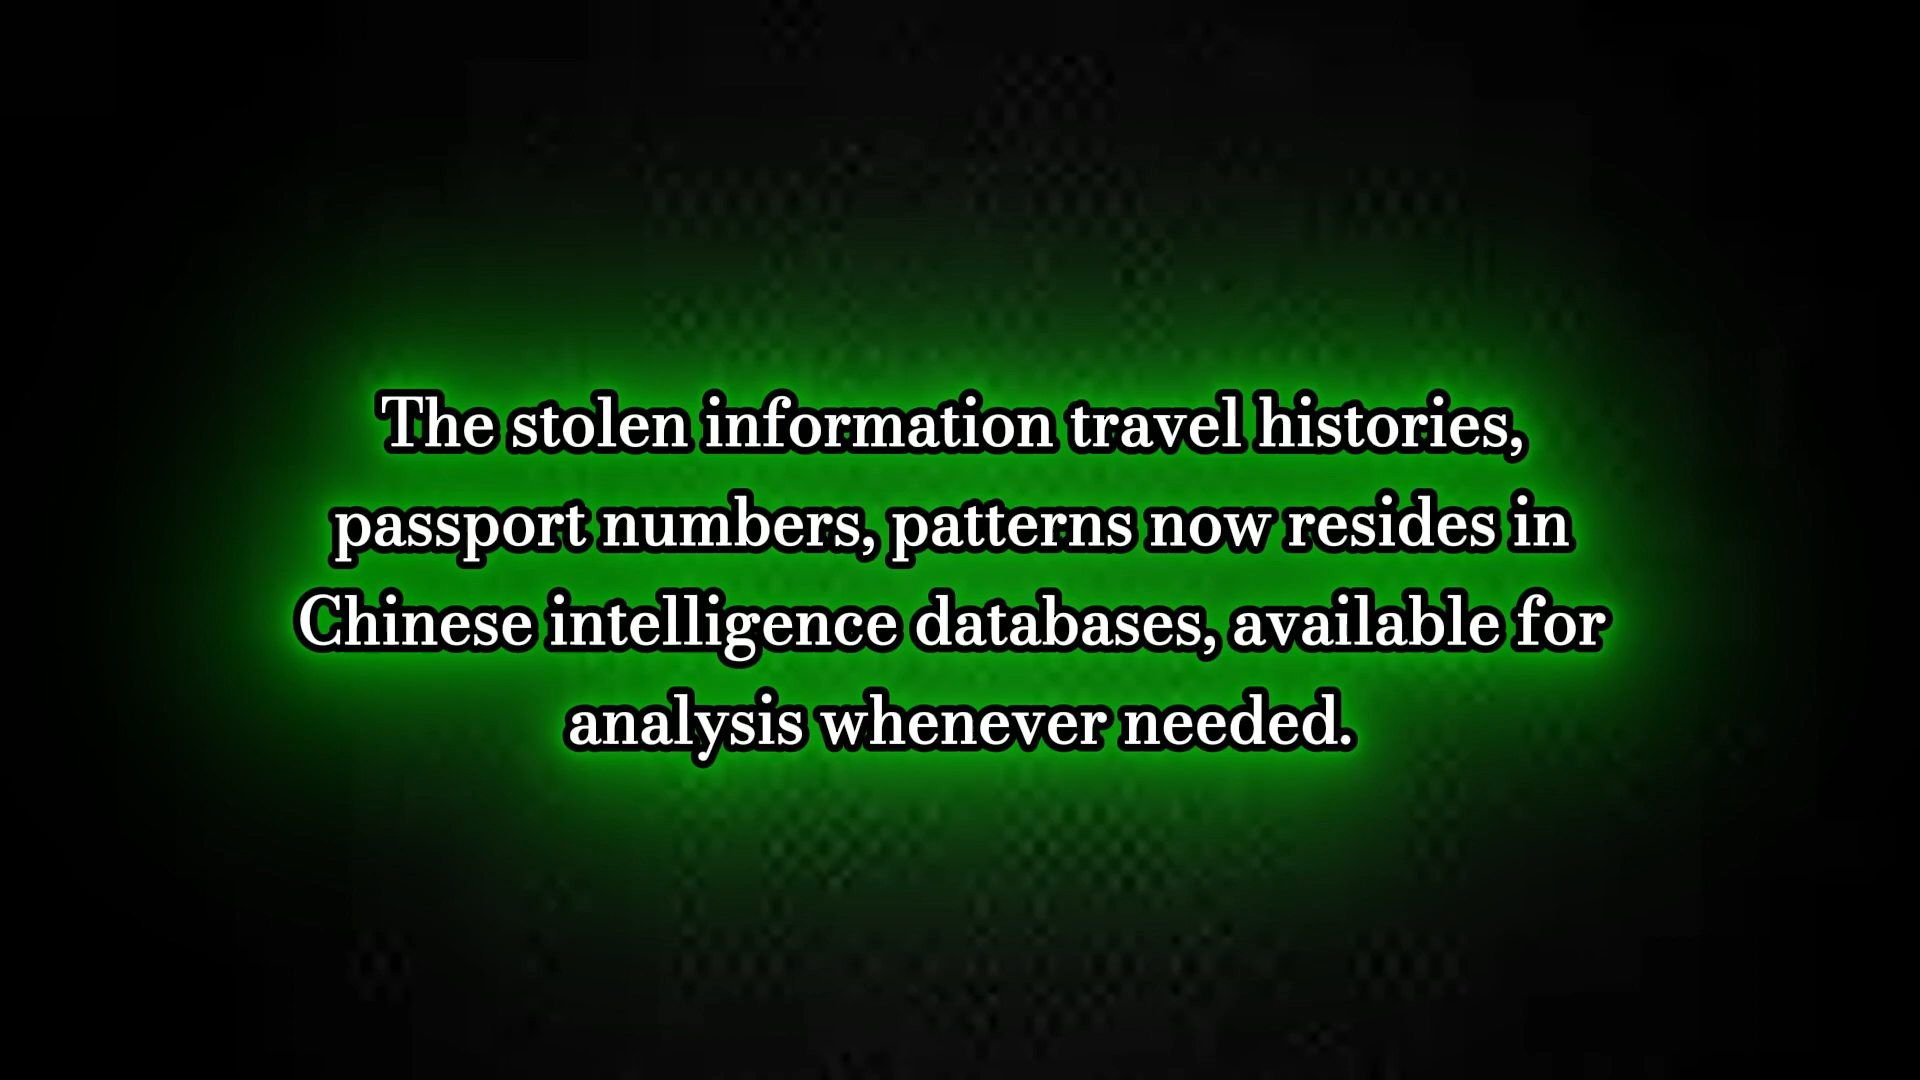 The stolen information travel histories,
passport numbers, patterns now resides in
Chinese intelligence databases, available for
analysis whenever needed.